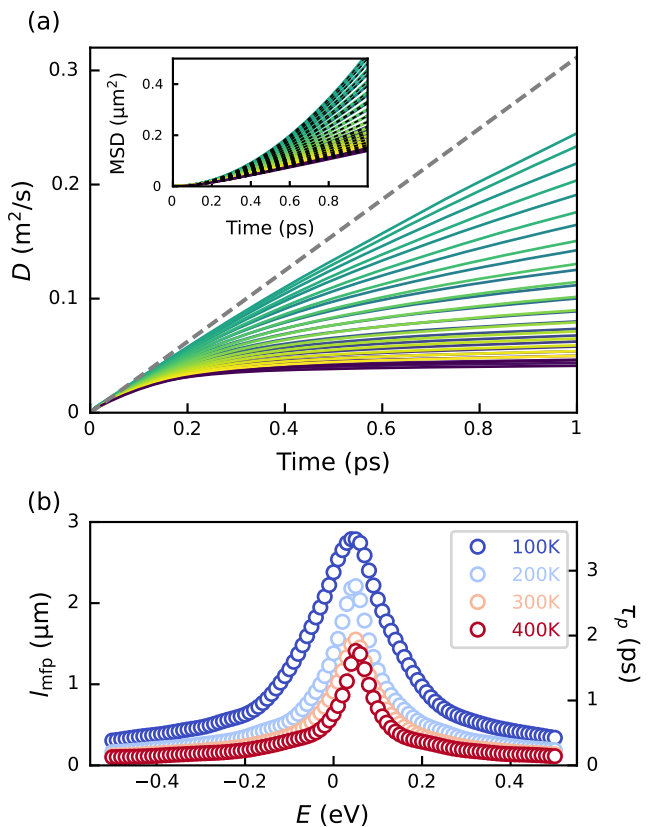 (a)
0.3
0.2
0.1
0
D (m²/s)
0.4
0.2
0
MSD (μm²)
0 0.2 0.4 0.6 0.8
Time (ps)
0 0.2 0.4 0.6 0.8 1
Time (ps)
(b)
3
2
1
0
l_mfp (μm)
100K
200K
300K
400K
3
2
1
0
τ_p (ps)
−0.4 −0.2 0 0.2 0.4
E (eV)